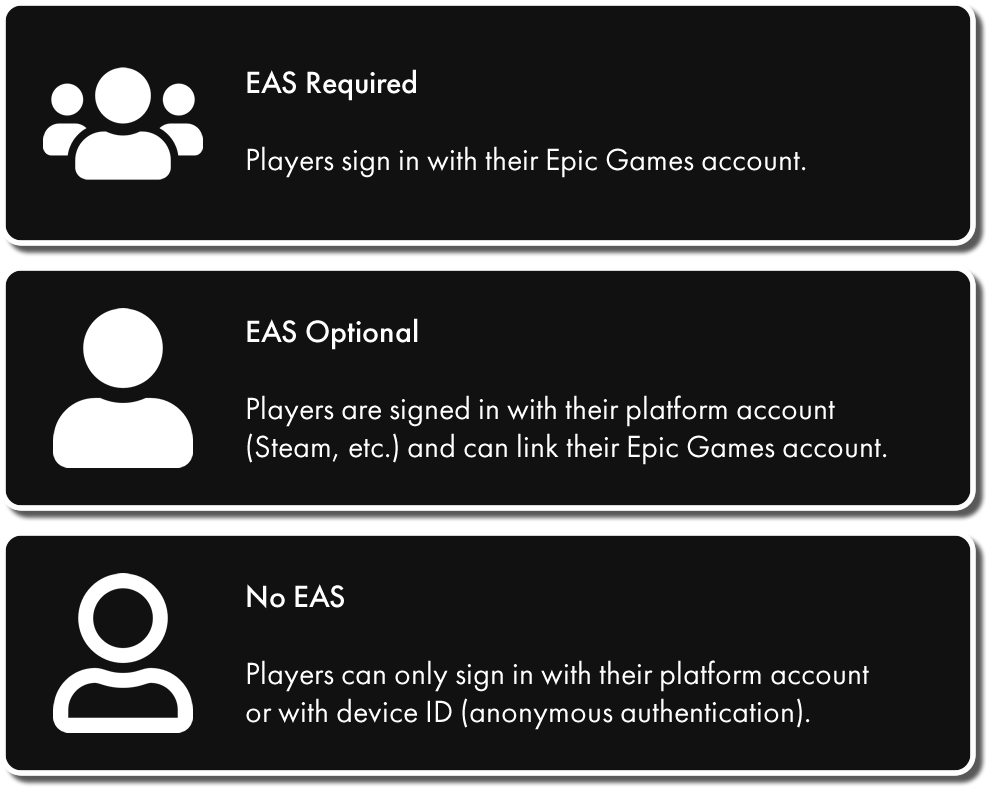 EAS Required
Players sign in with their Epic Games account.
EAS Optional
Players are signed in with their platform account
(Steam, etc.) and can link their Epic Games account.
No EAS
Players can only sign in with their platform account
or with device ID (anonymous authentication).